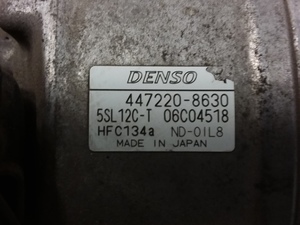 DENSO
447220-8630
5SL12C-T 06C04518
HFC134a ND-OIL8
MADE IN JAPAN